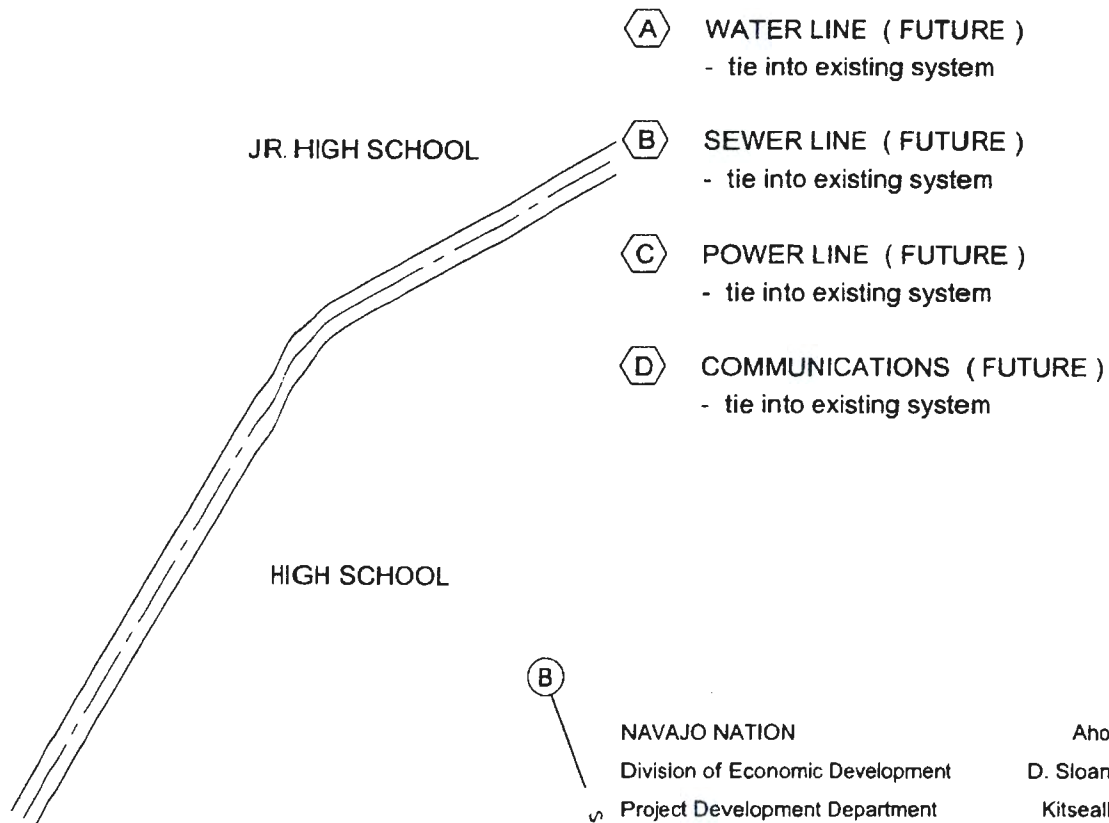 A WATER LINE ( FUTURE )
- tie into existing system
JR. HIGH SCHOOL
B SEWER LINE ( FUTURE )
- tie into existing system
C POWER LINE ( FUTURE )
- tie into existing system
D COMMUNICATIONS ( FUTURE )
- tie into existing system
HIGH SCHOOL
B
NAVAJO NATION
Division of Economic Development D. Sloan
Project Development Department
S